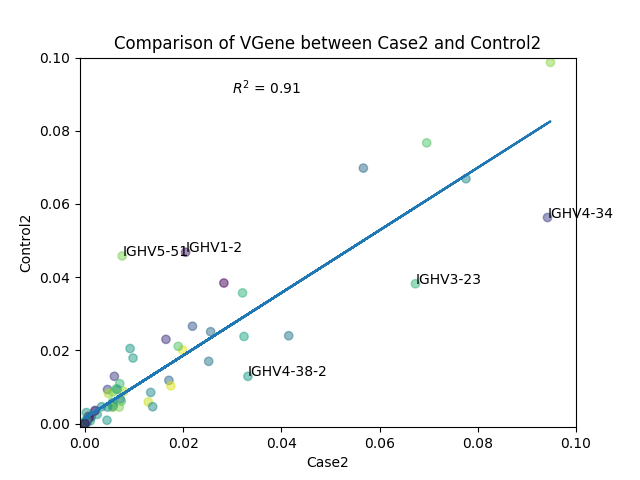 Comparison of VGene between Case2 and Control2
R² = 0.91
Control2
0.10
0.08
0.06
0.04
0.02
0.00
IGHV4-34
IGHV1-2
IGHV5-51
IGHV3-23
IGHV4-38-2
0.00 0.02 0.04 0.06 0.08 0.10
Case2